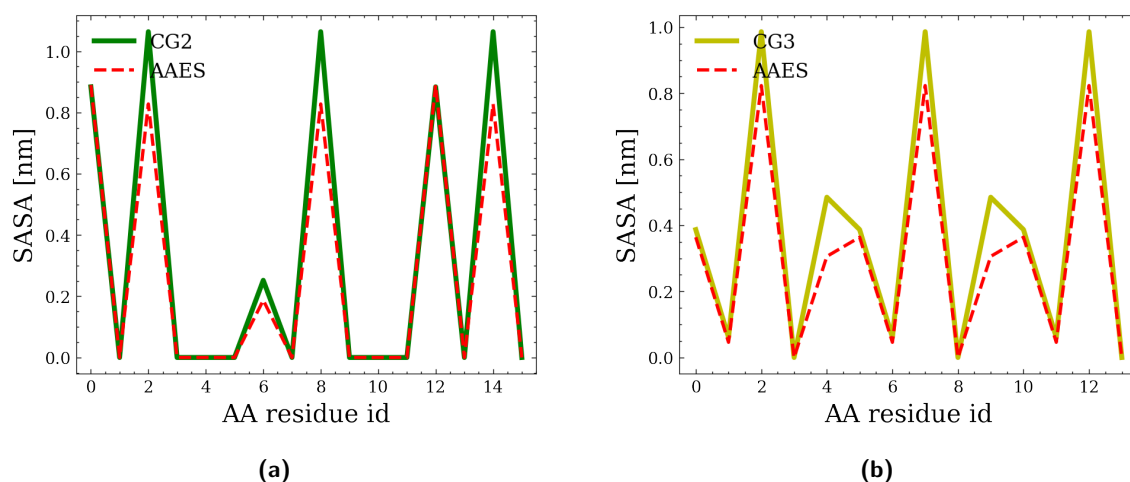 CG2
AAES
SASA [nm]
1.0
0.8
0.6
0.4
0.2
0.0
0 2 4 6 8 10 12 14
AA residue id
(a)
CG3
AAES
SASA [nm]
1.0
0.8
0.6
0.4
0.2
0.0
0 2 4 6 8 10 12
AA residue id
(b)